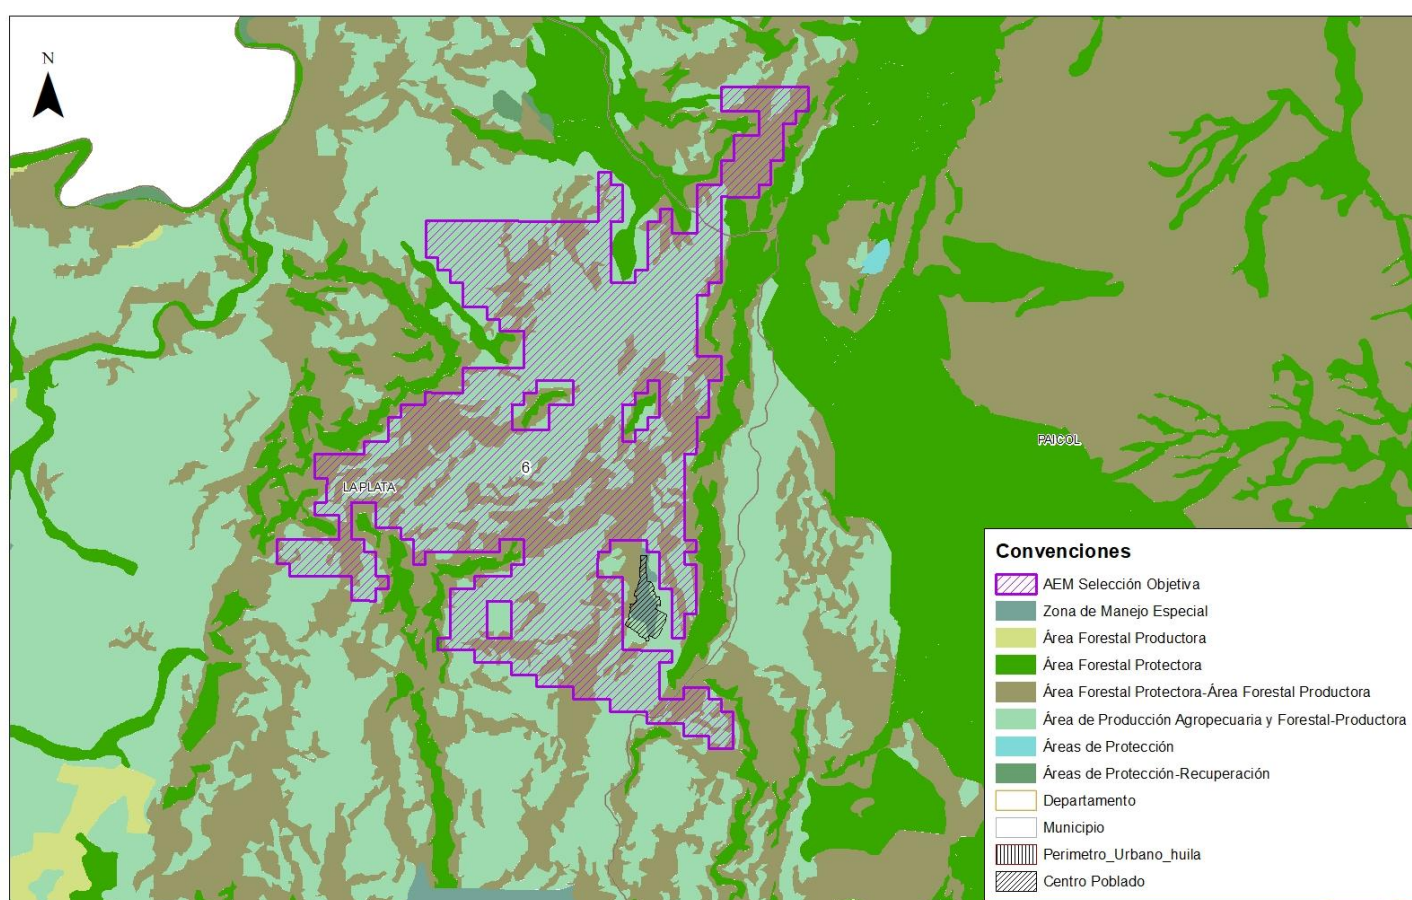 N
PAICOL
6
LA PLATA
Convenciones
AEM Selección Objetiva
Zona de Manejo Especial
Área Forestal Productora
Área Forestal Protectora
Área Forestal Protectora-Área Forestal Productora
Área de Producción Agropecuaria y Forestal-Productora
Áreas de Protección
Áreas de Protección-Recuperación
Departamento
Municipio
Perimetro_Urbano_huila
Centro Poblado